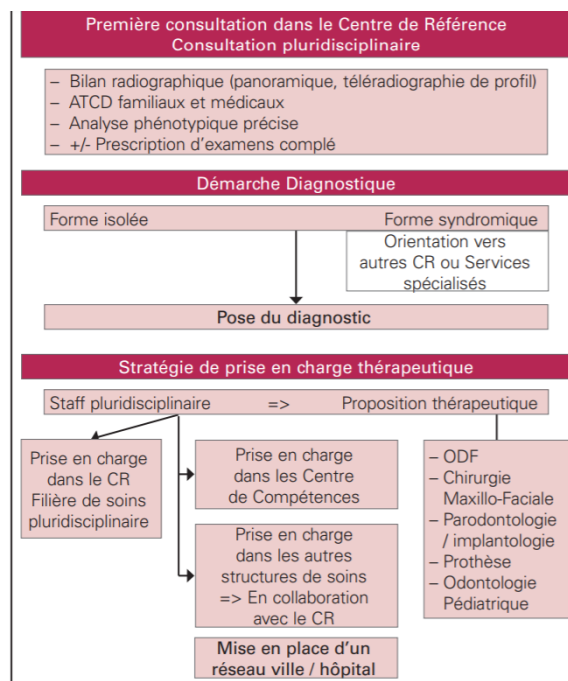 Première consultation dans le Centre de Référence
Consultation pluridisciplinaire
– Bilan radiographique (panoramique, téléradiographie de profil)
– ATCD familiaux et médicaux
– Analyse phénotypique précise
– +/- Prescription d'examens complé
Démarche Diagnostique
Forme isolée
Forme syndromique
Orientation vers
autres CR ou Services
spécialisés
Pose du diagnostic
Stratégie de prise en charge thérapeutique
Staff pluridisciplinaire => Proposition thérapeutique
Prise en charge
dans le CR
Filière de soins
pluridisciplinaire
Prise en charge
dans les Centre
de Compétences
Prise en charge
dans les autres
structures de soins
=> En collaboration
avec le CR
Mise en place d'un
réseau ville / hôpital
– ODF
– Chirurgie
Maxillo-Faciale
– Parodontologie
/ implantologie
– Prothèse
– Odontologie
Pédiatrique